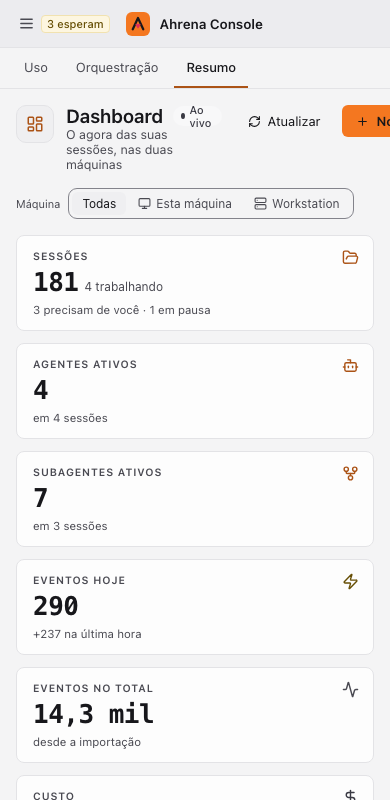 3 esperam
Ahrena Console
Uso
Orquestração
Resumo
Dashboard
Ao vivo
O agora das suas
sessões, nas duas
máquinas
Atualizar
Máquina
Todas
Esta máquina
Workstation
SESSÕES
181 4 trabalhando
3 precisam de você · 1 em pausa
AGENTES ATIVOS
4
em 4 sessões
SUBAGENTES ATIVOS
7
em 3 sessões
EVENTOS HOJE
290
+237 na última hora
EVENTOS NO TOTAL
14,3 mil
desde a importação
CUSTO